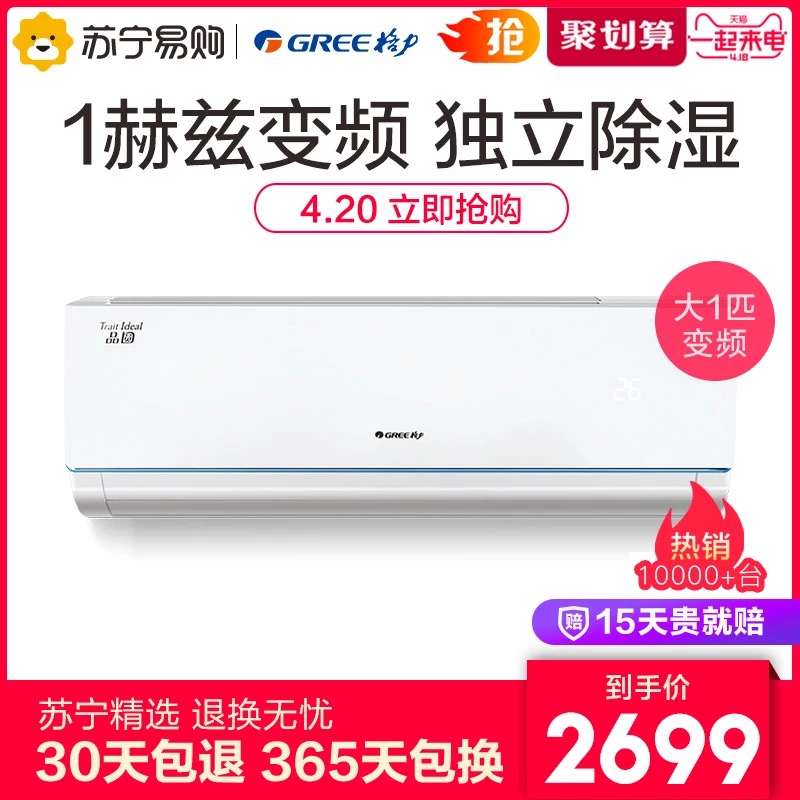 苏宁易购 GREE格力 抢 聚划算 天猫 一起来电 4.18
1赫兹变频 独立除湿
4.20 立即抢购
大1匹
变频
Trait Ideal
品圆
26
GREE格力
热销
10000+台
赔 15天贵就赔
苏宁精选 退换无忧
30天包退 365天包换
到手价
2699